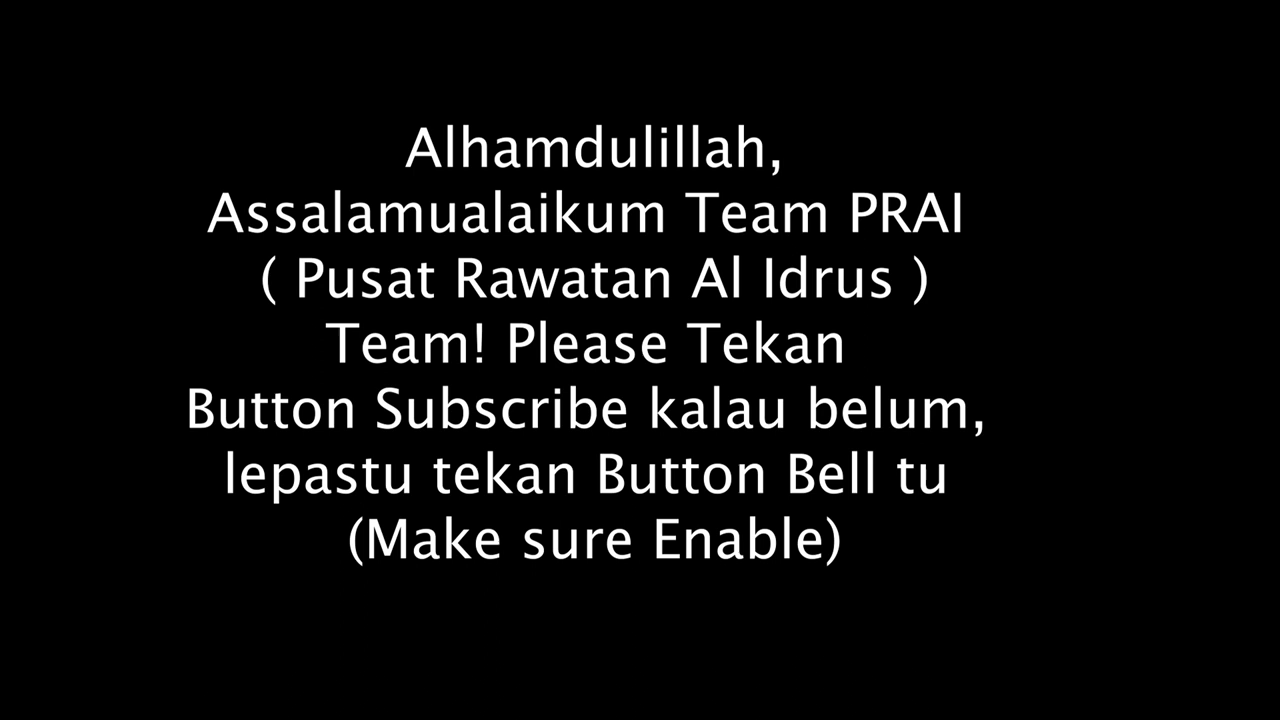 Alhamdulillah,
Assalamualaikum Team PRAI
( Pusat Rawatan Al Idrus )
Team! Please Tekan
Button Subscribe kalau belum,
lepastu tekan Button Bell tu
(Make sure Enable)